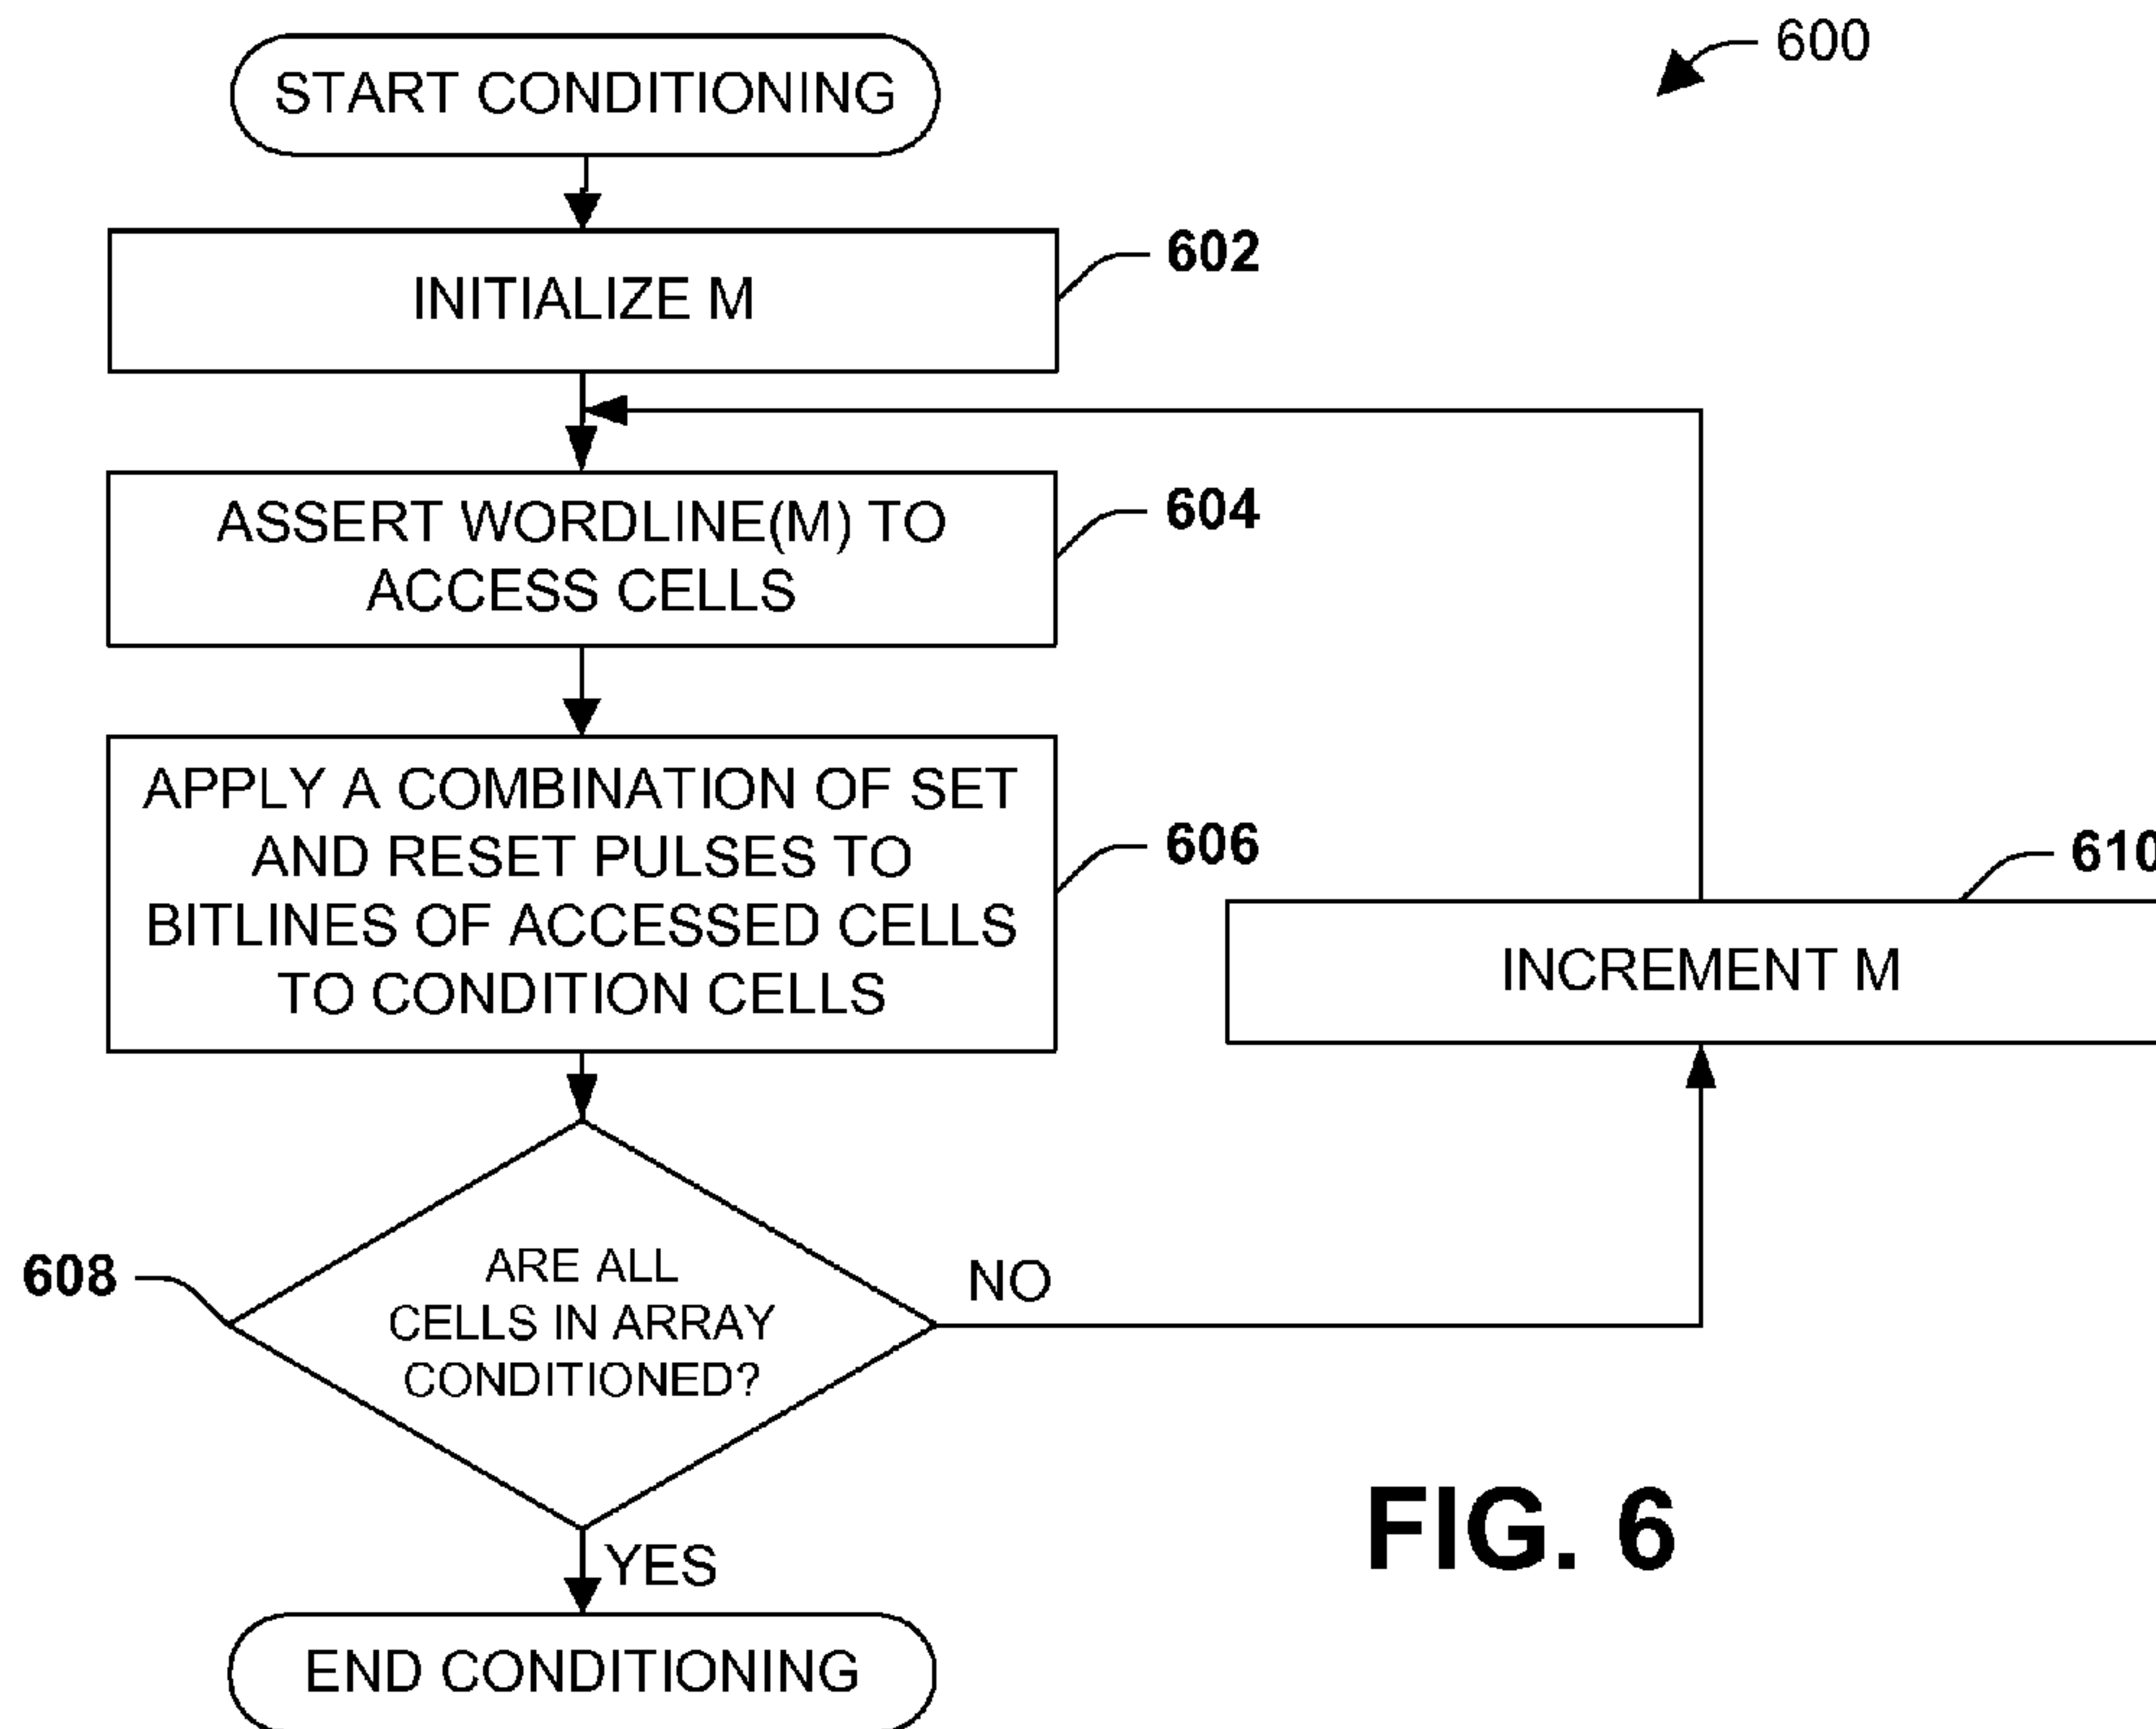 600
START CONDITIONING
INITIALIZE M
602
ASSERT WORDLINE(M) TO
ACCESS CELLS
604
APPLY A COMBINATION OF SET
AND RESET PULSES TO
BITLINES OF ACCESSED CELLS
TO CONDITION CELLS
606
610
INCREMENT M
608
ARE ALL
CELLS IN ARRAY
CONDITIONED?
NO
YES
END CONDITIONING
FIG. 6